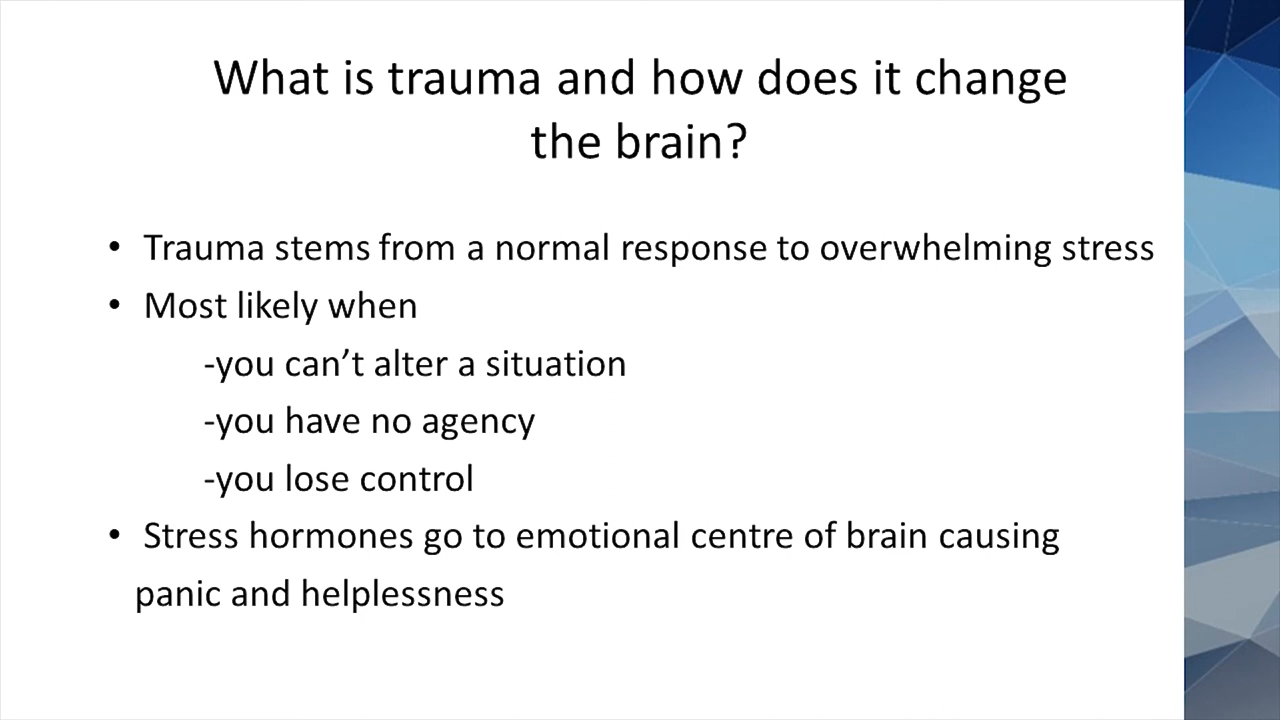 What is trauma and how does it change
the brain?
• Trauma stems from a normal response to overwhelming stress
• Most likely when
-you can’t alter a situation
-you have no agency
-you lose control
• Stress hormones go to emotional centre of brain causing
panic and helplessness